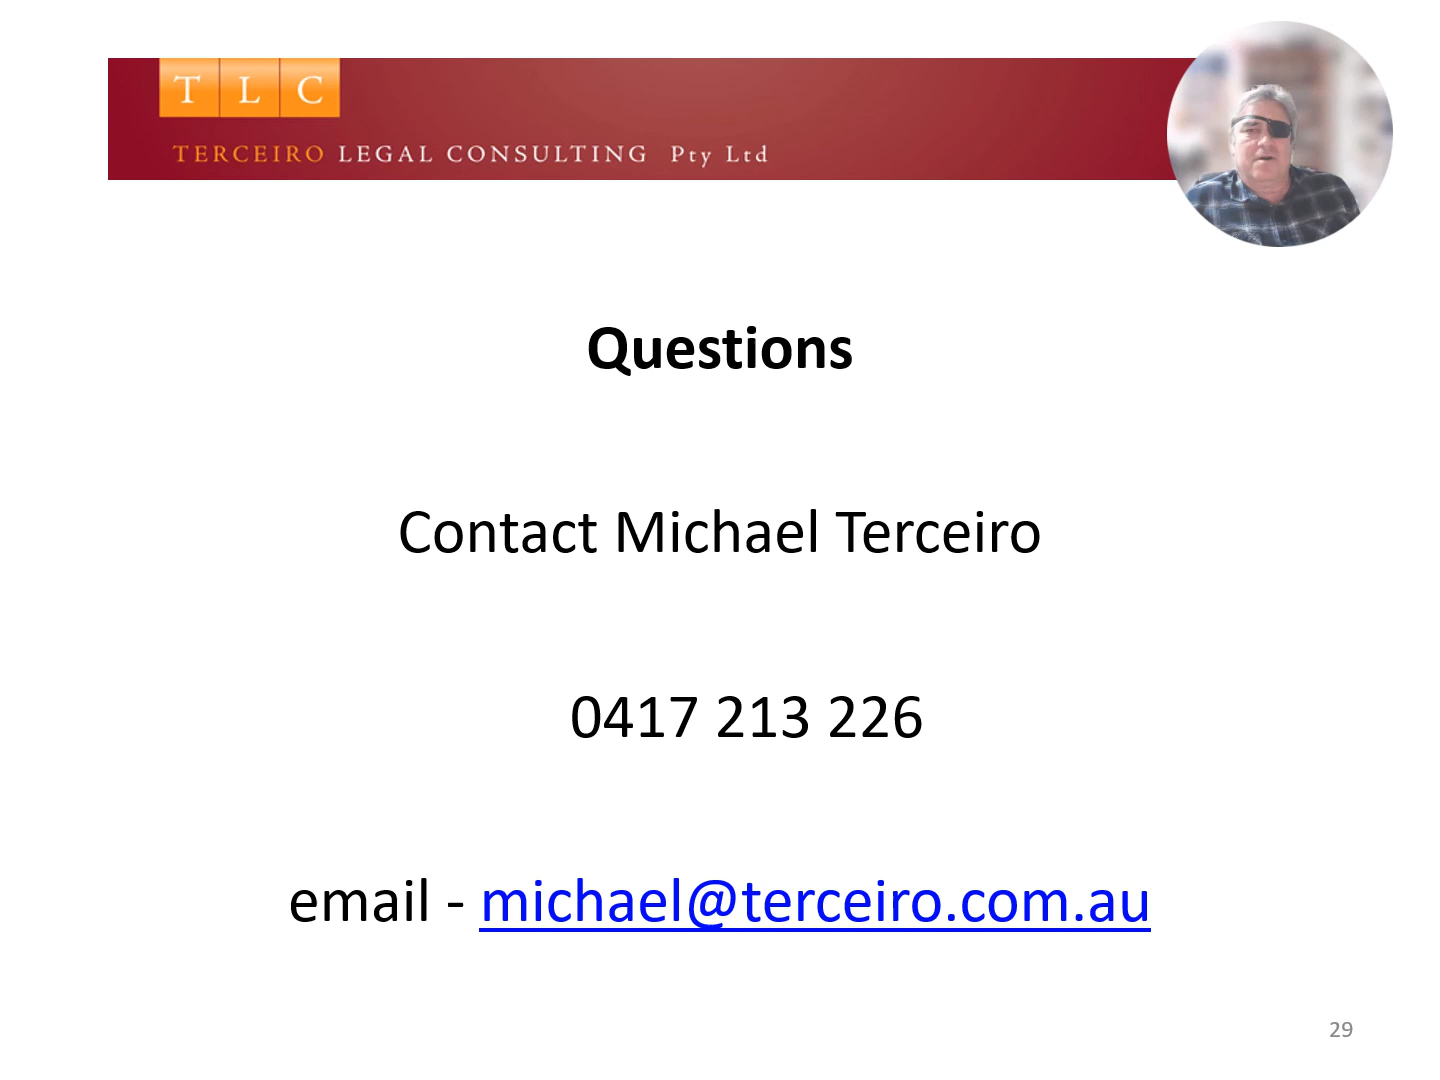 T L C
TERCEIRO LEGAL CONSULTING Pty Ltd
Questions
Contact Michael Terceiro
0417 213 226
email - michael@terceiro.com.au
29